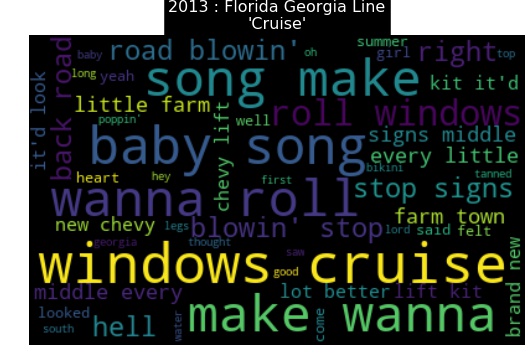 2013 : Florida Georgia Line
'Cruise'
baby
road blowin'
oh
summer
girl
right
top
long
yeah
song make
kit it'd
it'd look
back road
little farm
poppin'
chevy lift
well
roll windows
baby song
signs middle
every little
bikini
tanned
heart
hey
wanna roll
first
stop signs
new chevy
legs
blowin' stop
farm town
lord
said
felt
georgia
thought
saw
windows cruise
good
brand new
middle every
lot better
lift kit
looked
south
hell
water
make wanna
come